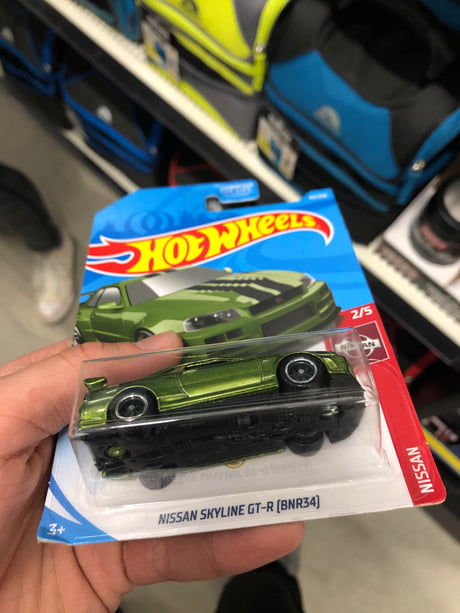 HOT WHEELS
2/5
NISSAN
NISSAN
NISSAN SKYLINE GT-R [BNR34]
3+